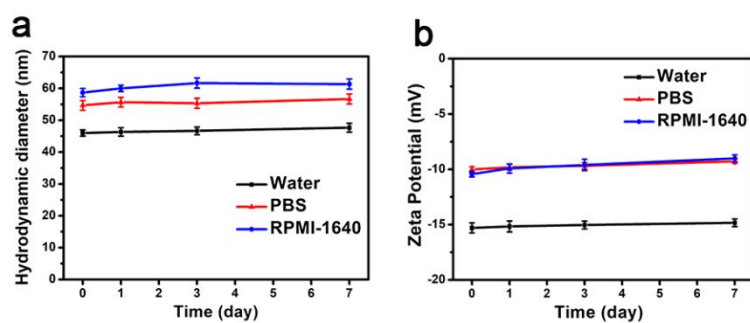 a
Hydrodynamic diameter (nm)
70
60
50
40
30
20
10
0
Water
PBS
RPMI-1640
0 1 2 3 4 5 6 7
Time (day)
b
Zeta Potential (mV)
0
-5
-10
-15
-20
Water
PBS
RPMI-1640
0 1 2 3 4 5 6 7
Time (day)